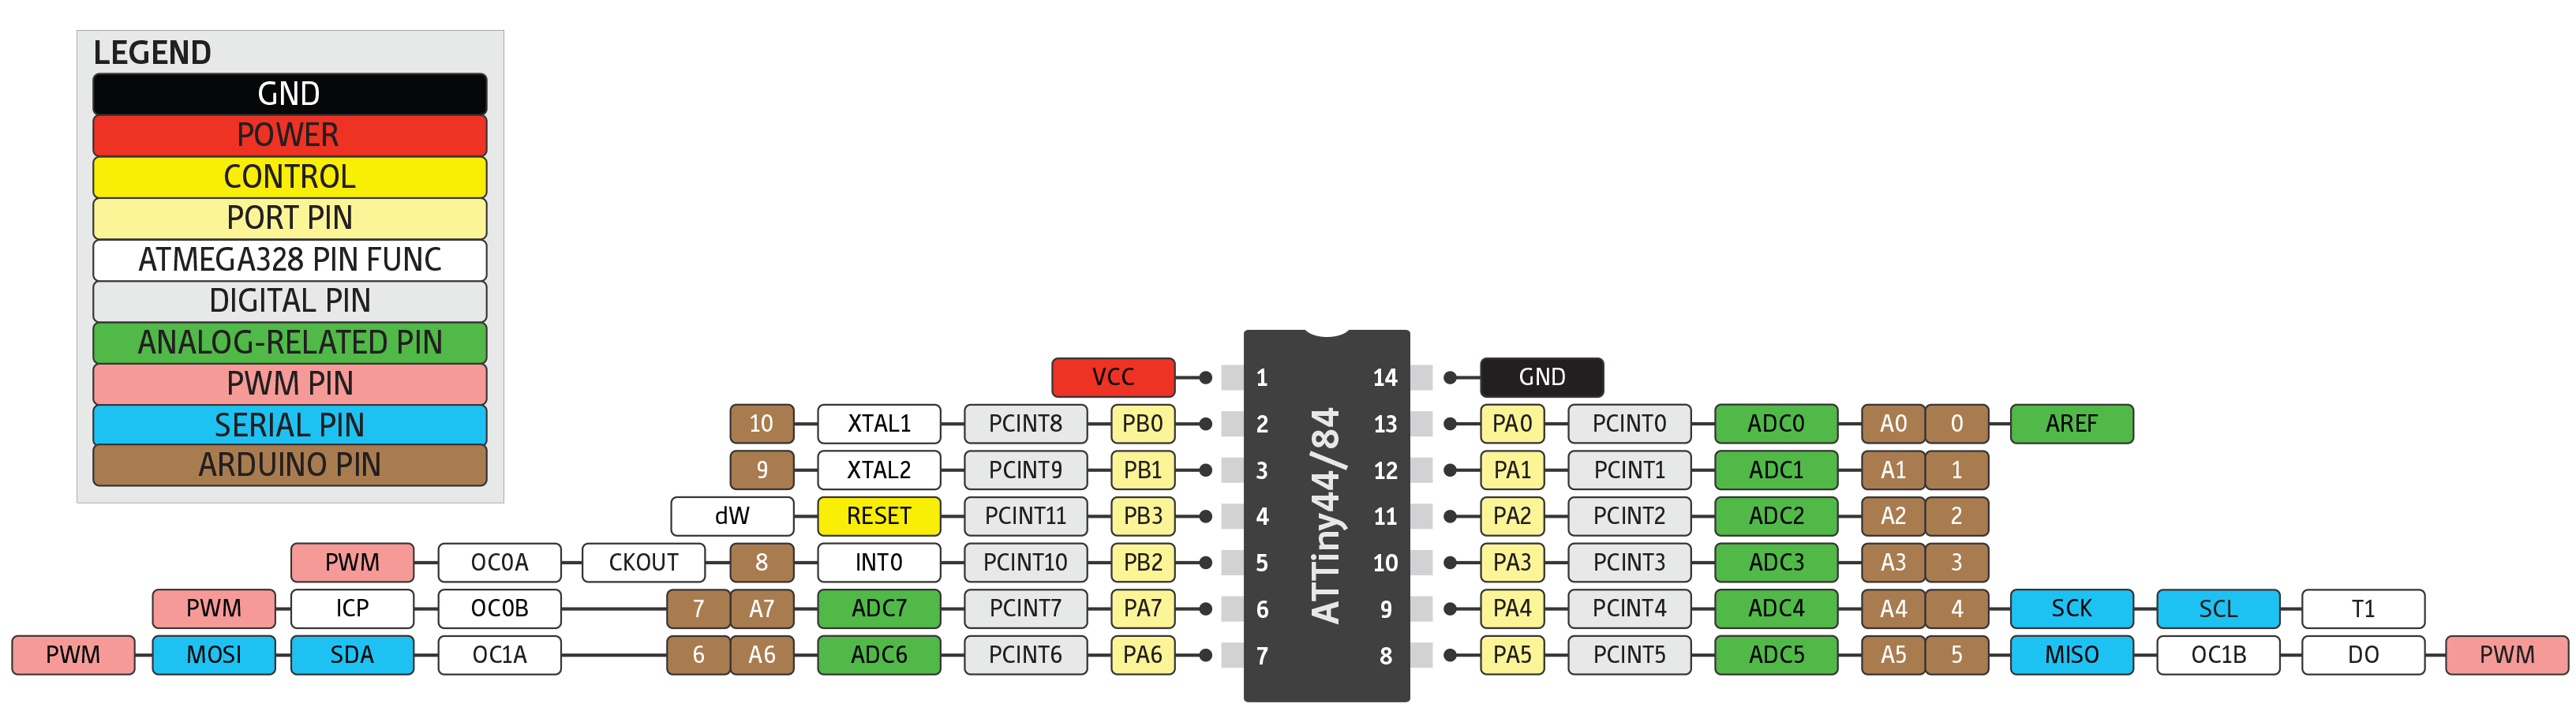 LEGEND
GND
POWER
CONTROL
PORT PIN
ATMEGA328 PIN FUNC
DIGITAL PIN
ANALOG-RELATED PIN
PWM PIN
SERIAL PIN
ARDUINO PIN
VCC 1 14 GND
10 XTAL1 PCINT8 PB0 2 13 PA0 PCINT0 ADC0 A0 0 AREF
9 XTAL2 PCINT9 PB1 3 12 PA1 PCINT1 ADC1 A1 1
dW RESET PCINT11 PB3 4 11 PA2 PCINT2 ADC2 A2 2
PWM OC0A CKOUT 8 INT0 PCINT10 PB2 5 10 PA3 PCINT3 ADC3 A3 3
PWM ICP OC0B 7 A7 ADC7 PCINT7 PA7 6 9 PA4 PCINT4 ADC4 A4 4 SCK SCL T1
PWM MOSI SDA OC1A 6 A6 ADC6 PCINT6 PA6 7 8 PA5 PCINT5 ADC5 A5 5 MISO OC1B DO PWM
ATTiny44/84